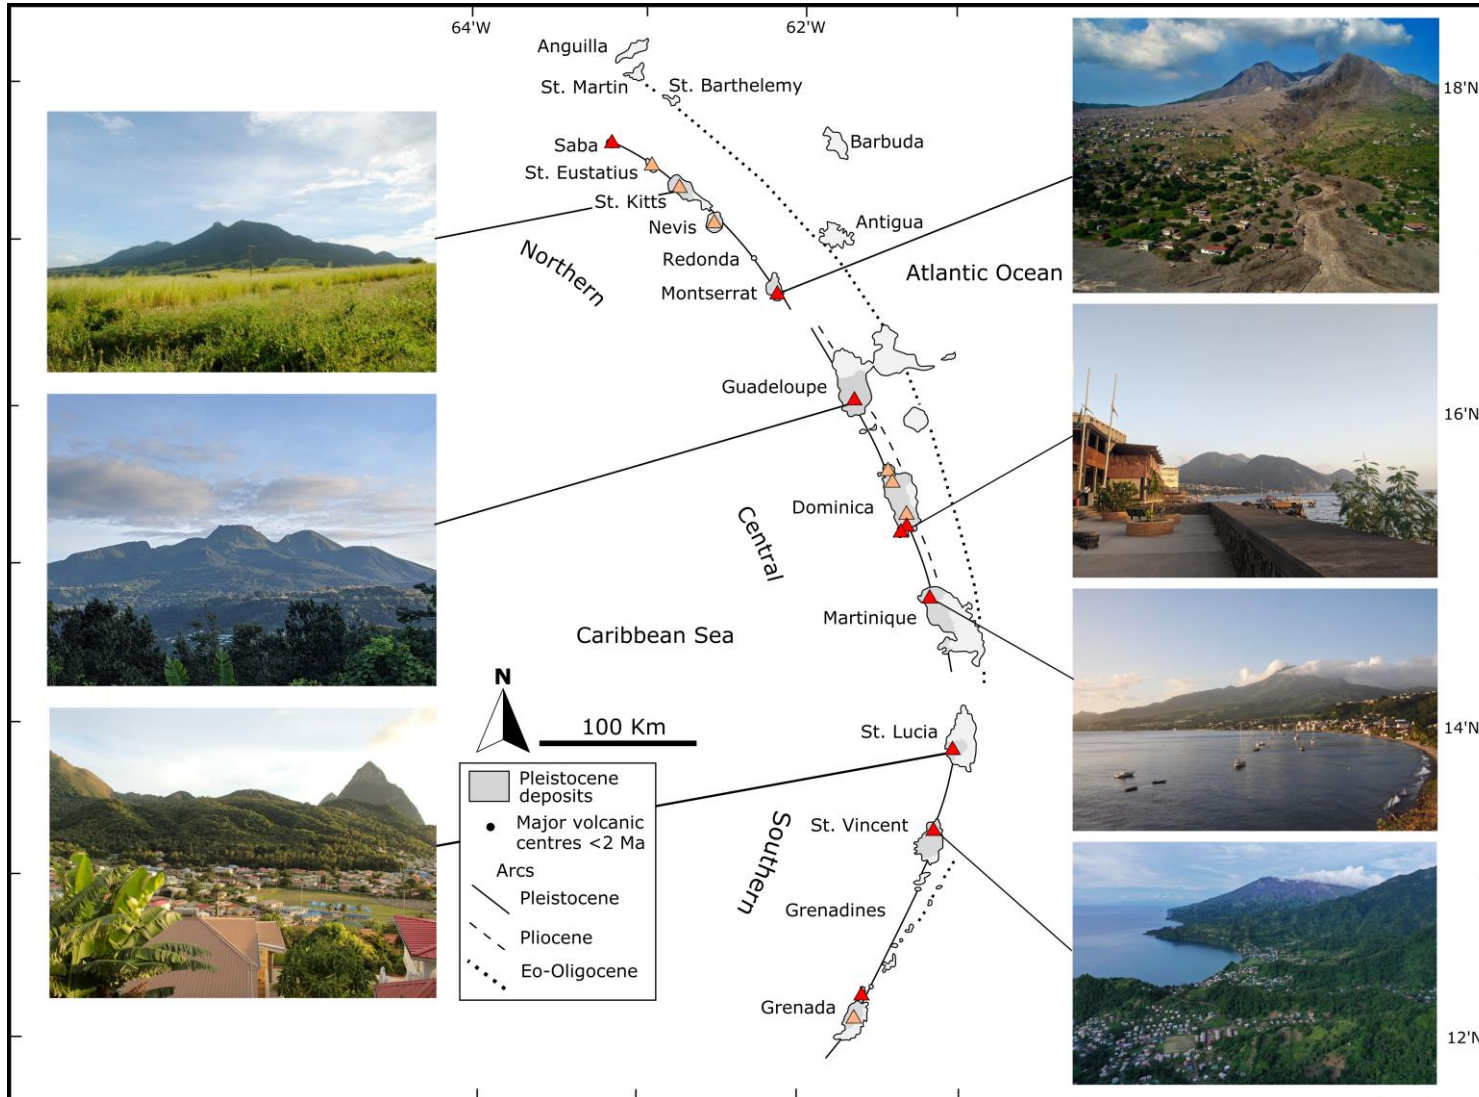 64'W
62'W
18'N
16'N
14'N
12'N
Anguilla
St. Martin
St. Barthelemy
Saba
St. Eustatius
St. Kitts
Nevis
Redonda
Montserrat
Barbuda
Antigua
Atlantic Ocean
Northern
Guadeloupe
Dominica
Central
Martinique
Caribbean Sea
N
100 Km
St. Lucia
St. Vincent
Southern
Grenadines
Grenada
Pleistocene
deposits
Major volcanic
centres <2 Ma
Arcs
Pleistocene
Pliocene
Eo-Oligocene